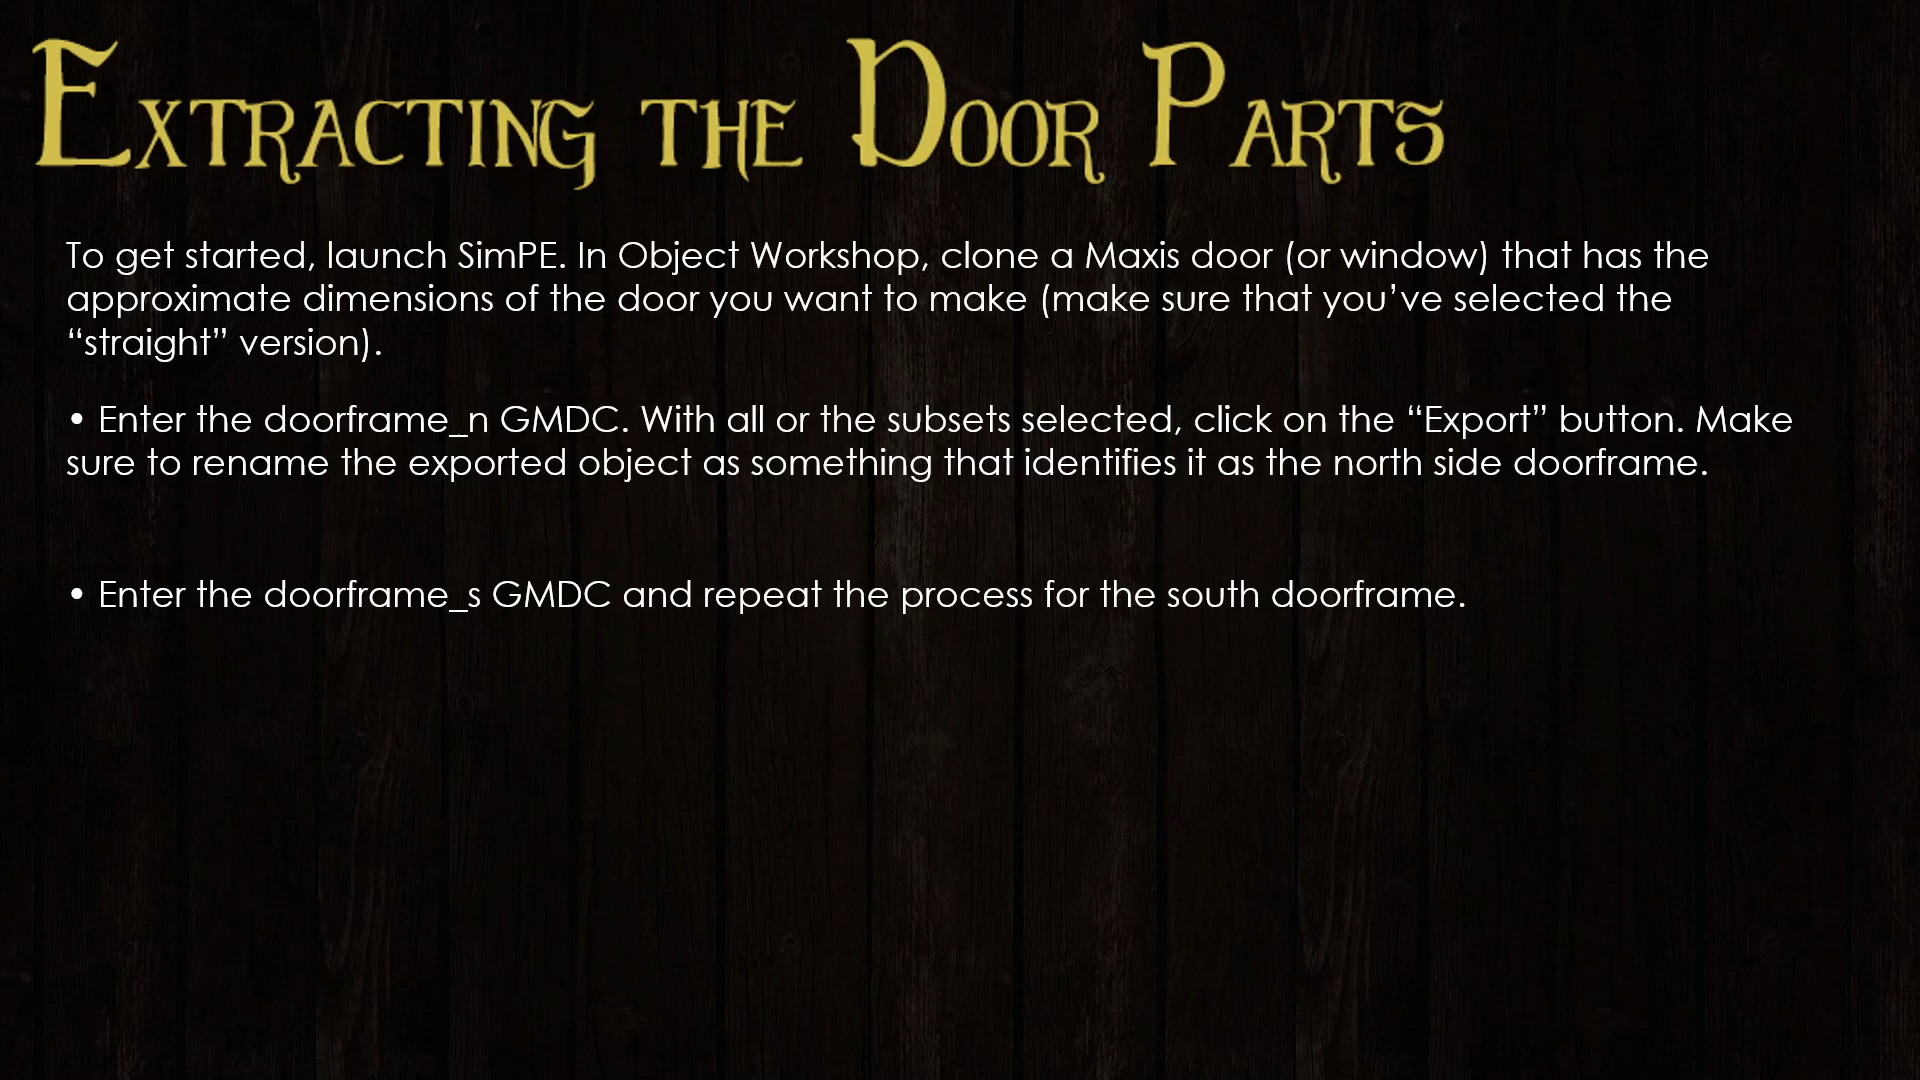 Extracting the Door Parts
To get started, launch SimPE. In Object Workshop, clone a Maxis door (or window) that has the
approximate dimensions of the door you want to make (make sure that you’ve selected the
“straight” version).
• Enter the doorframe_n GMDC. With all or the subsets selected, click on the “Export” button. Make
sure to rename the exported object as something that identifies it as the north side doorframe.
• Enter the doorframe_s GMDC and repeat the process for the south doorframe.